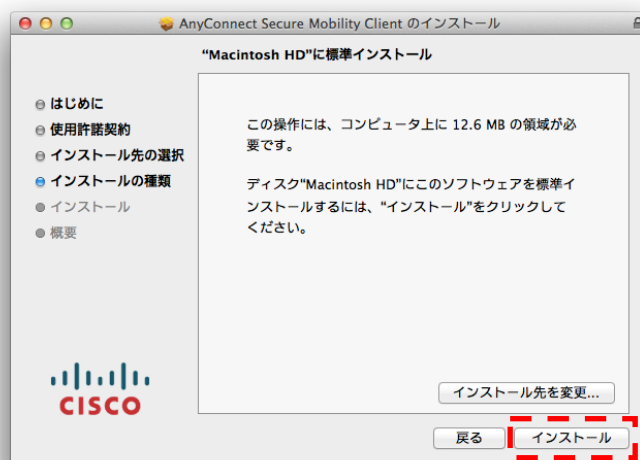 AnyConnect Secure Mobility Client のインストール
“Macintosh HD”に標準インストール
はじめに
使用許諾契約
インストール先の選択
インストールの種類
インストール
概要
この操作には、コンピュータ上に 12.6 MB の領域が必
要です。
ディスク“Macintosh HD”にこのソフトウェアを標準イ
ンストールするには、“インストール”をクリックして
ください。
インストール先を変更...
CISCO
戻る
インストール